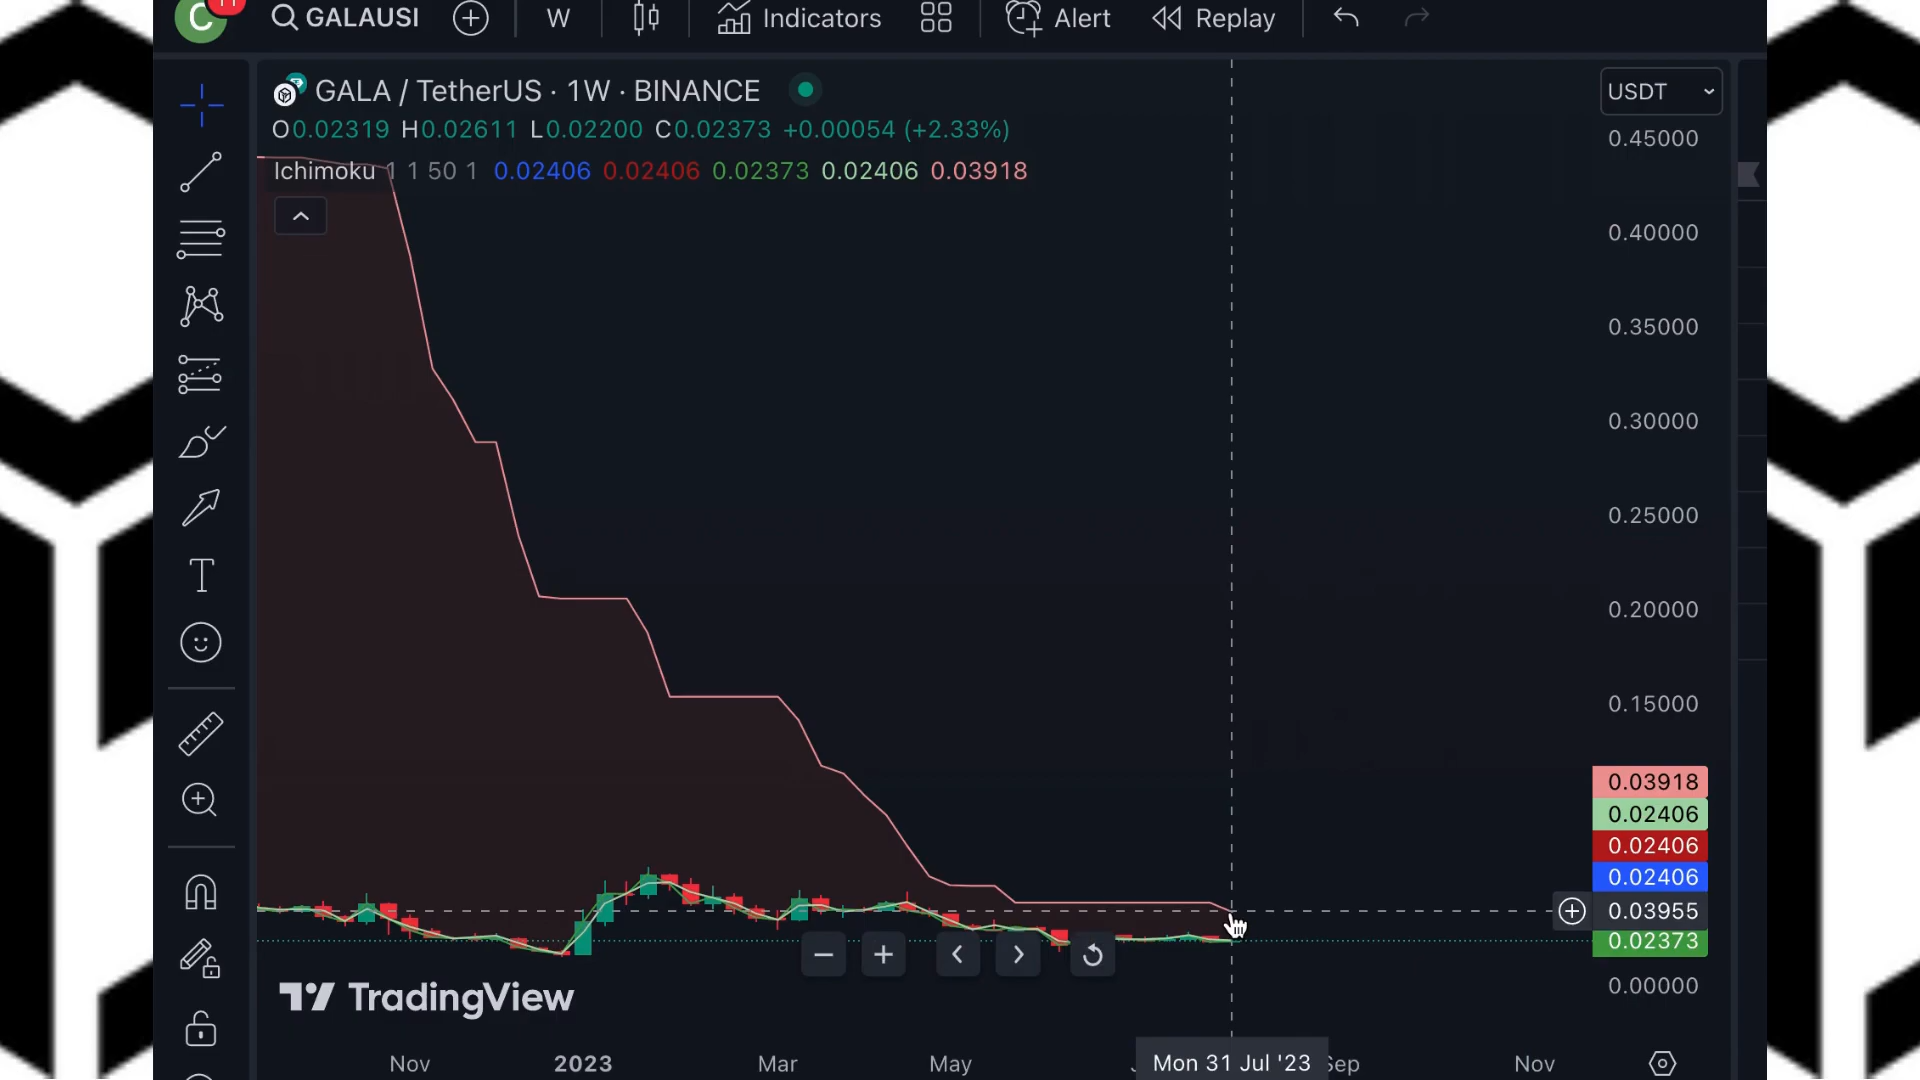 C 11 GALAUSI W Indicators Alert Replay
GALA / TetherUS · 1W · BINANCE USDT
O0.02319 H0.02611 L0.02200 C0.02373 +0.00054 (+2.33%)
Ichimoku 1 1 50 1 0.02406 0.02406 0.02373 0.02406 0.03918
0.45000
0.40000
0.35000
0.30000
0.25000
0.20000
0.15000
0.03918
0.02406
0.02406
0.02406
0.03955
0.02373
0.00000
TradingView
Nov 2023 Mar May Mon 31 Jul '23 Sep Nov